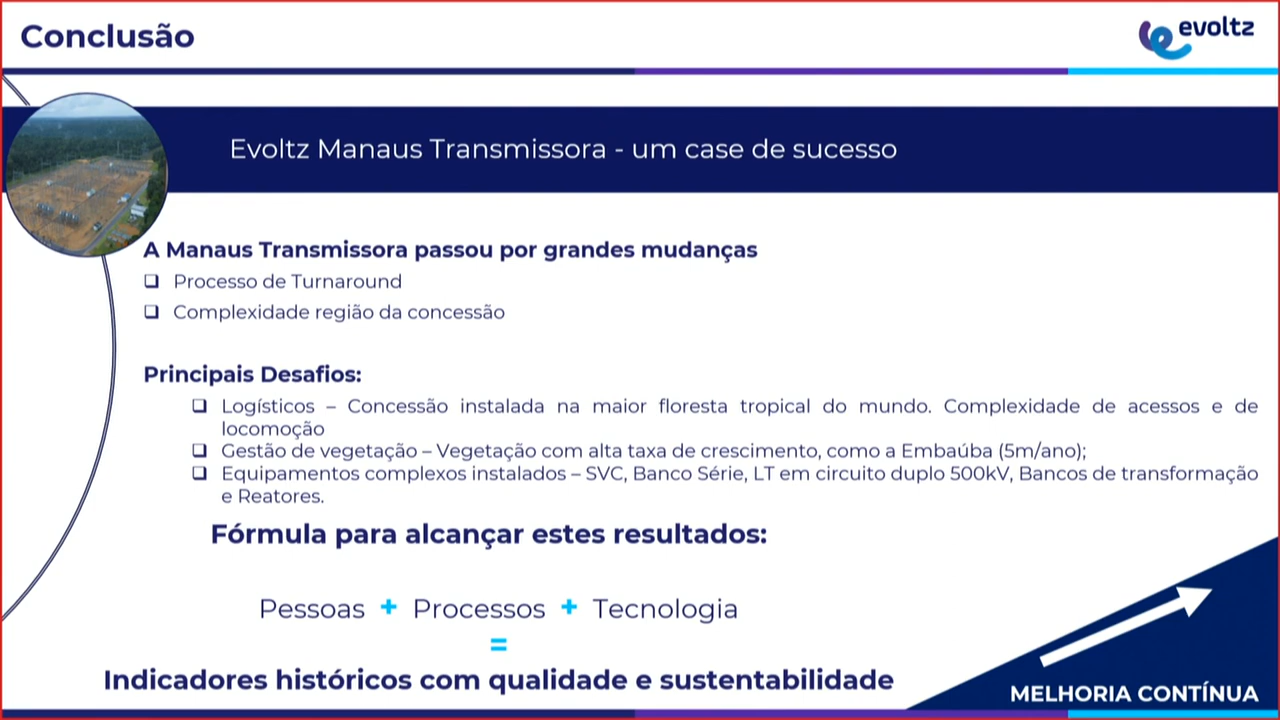 Conclusão
evoltz
Evoltz Manaus Transmissora - um case de sucesso
A Manaus Transmissora passou por grandes mudanças
❑ Processo de Turnaround
❑ Complexidade região da concessão
Principais Desafios:
❑ Logísticos – Concessão instalada na maior floresta tropical do mundo. Complexidade de acessos e de
locomoção
❑ Gestão de vegetação – Vegetação com alta taxa de crescimento, como a Embaúba (5m/ano);
❑ Equipamentos complexos instalados – SVC, Banco Série, LT em circuito duplo 500kV, Bancos de transformação
e Reatores.
Fórmula para alcançar estes resultados:
Pessoas + Processos + Tecnologia
=
Indicadores históricos com qualidade e sustentabilidade
MELHORIA CONTÍNUA